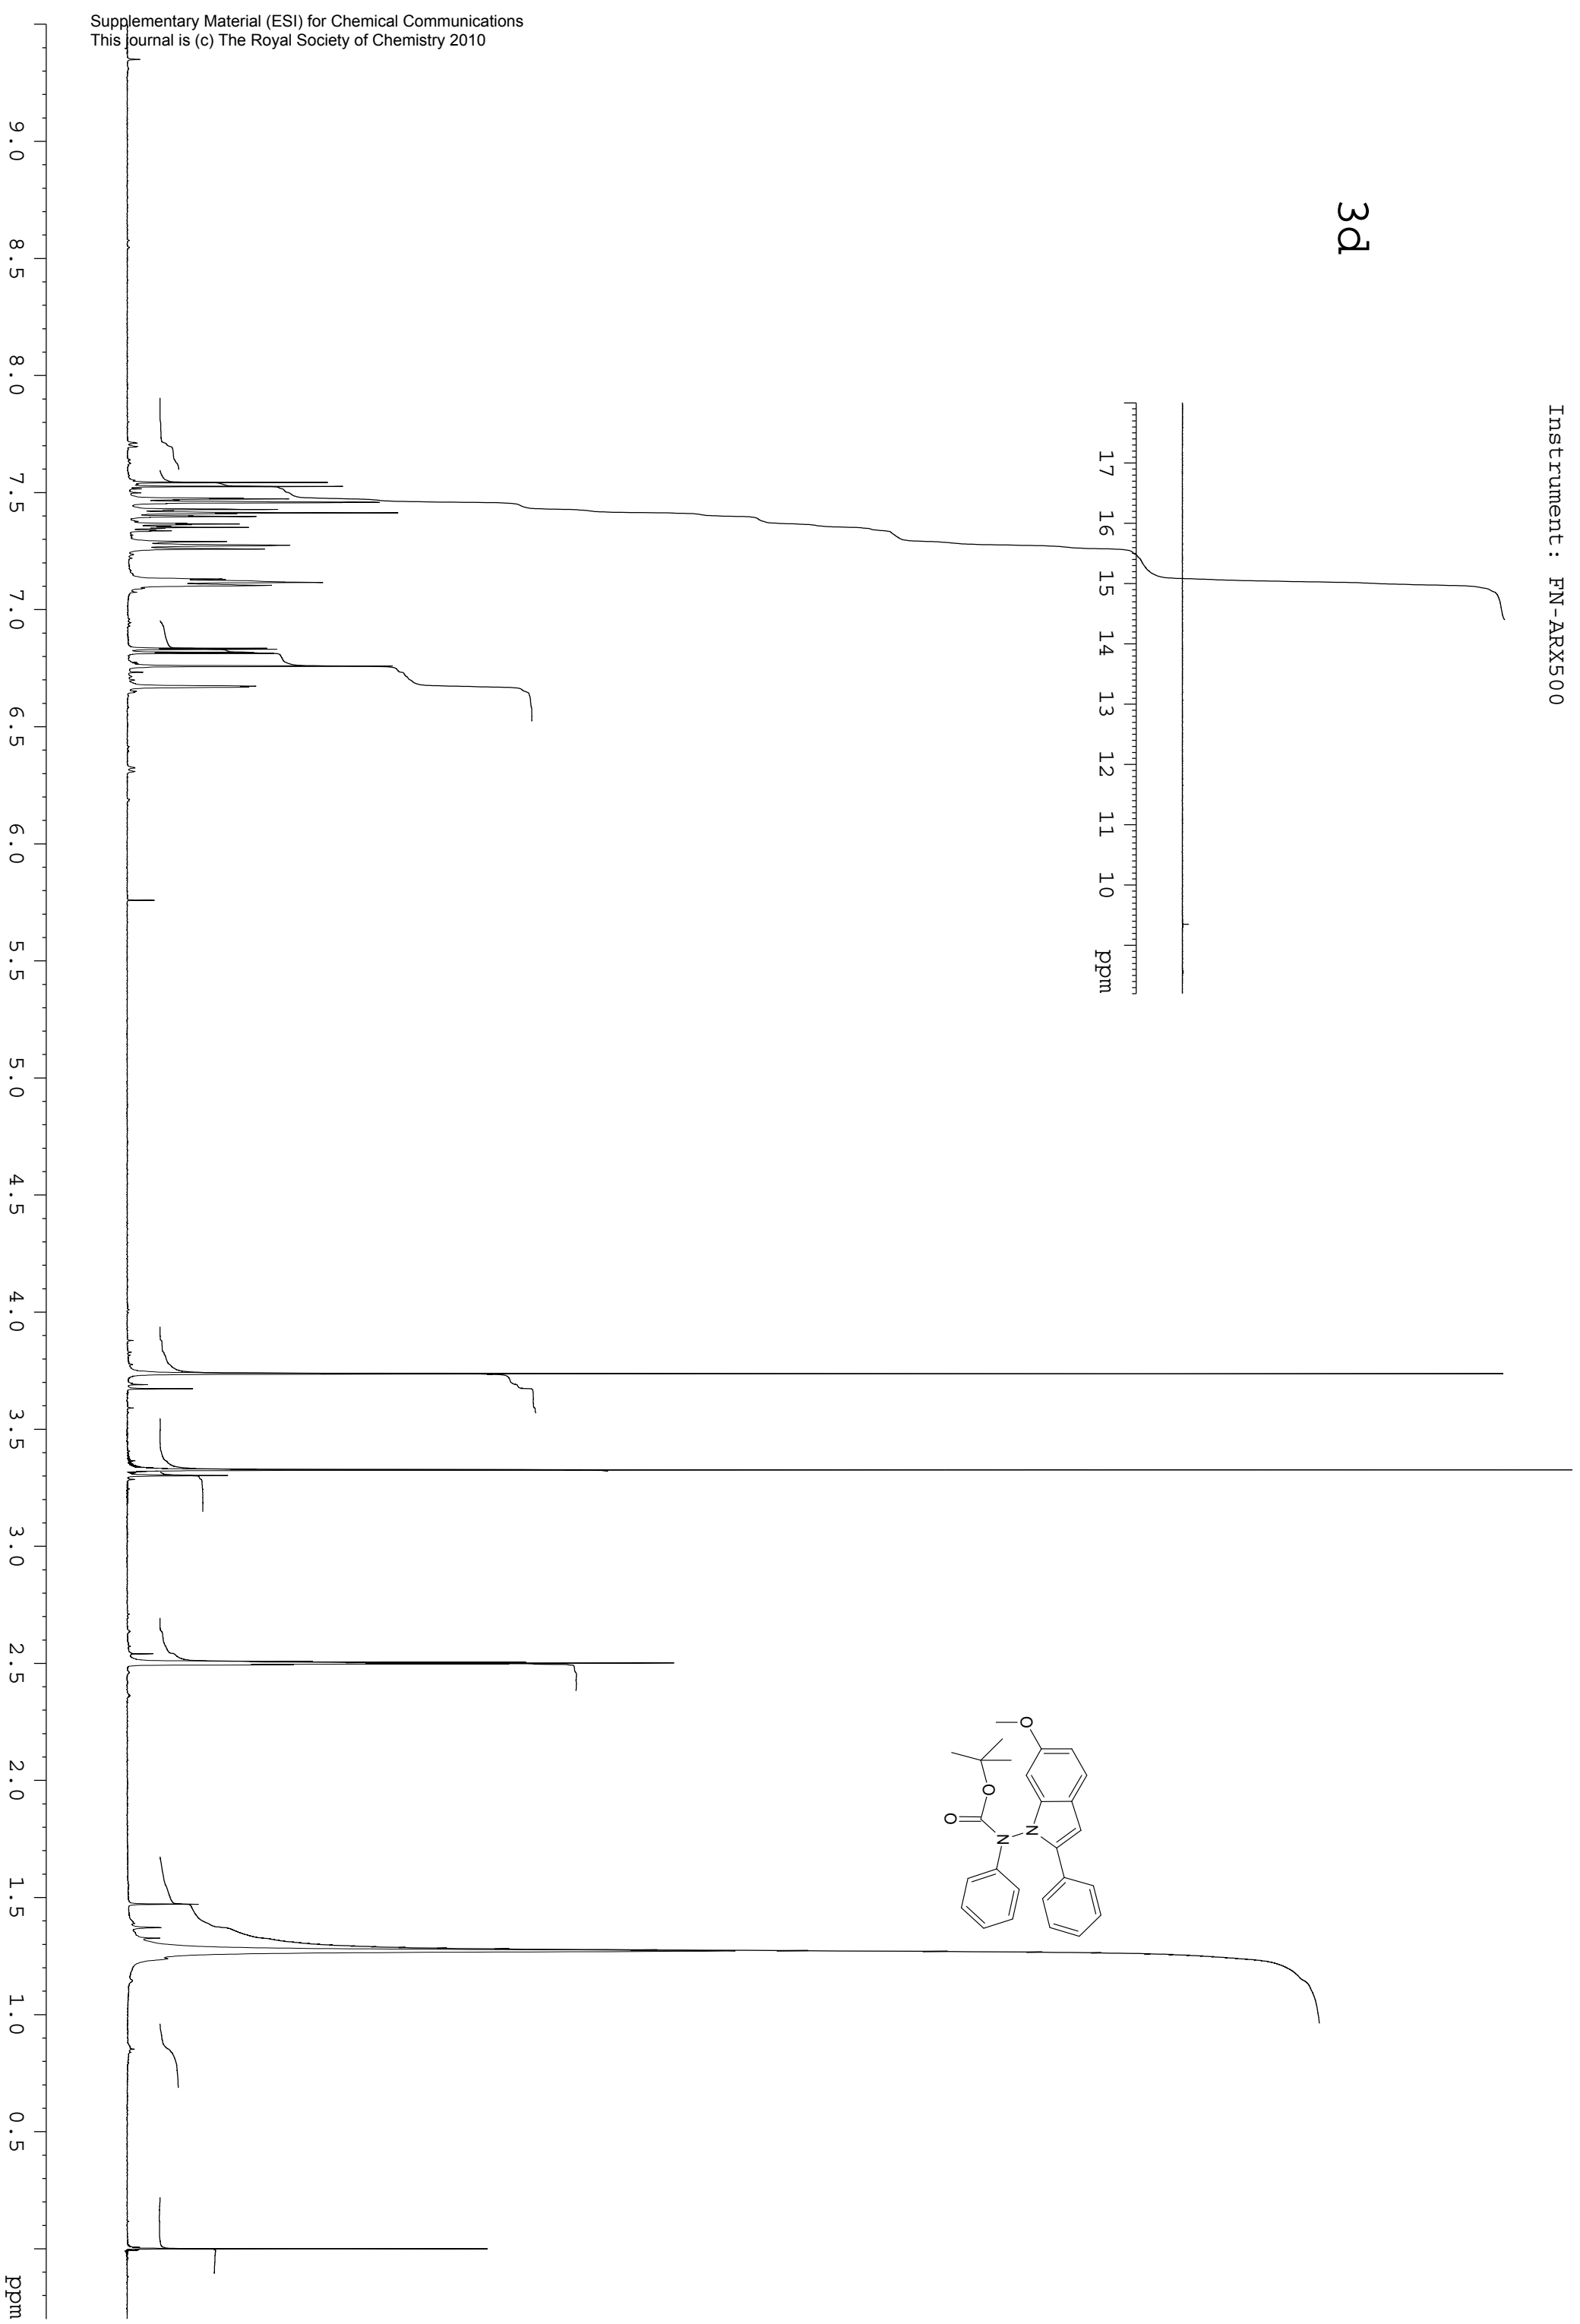 Supplementary Material (ESI) for Chemical Communications
This journal is (c) The Royal Society of Chemistry 2010
Instrument: FN-ARX500
3d
17 16 15 14 13 12 11 10 ppm
O
O
O
N
N
9.0 8.5 8.0 7.5 7.0 6.5 6.0 5.5 5.0 4.5 4.0 3.5 3.0 2.5 2.0 1.5 1.0 0.5 ppm